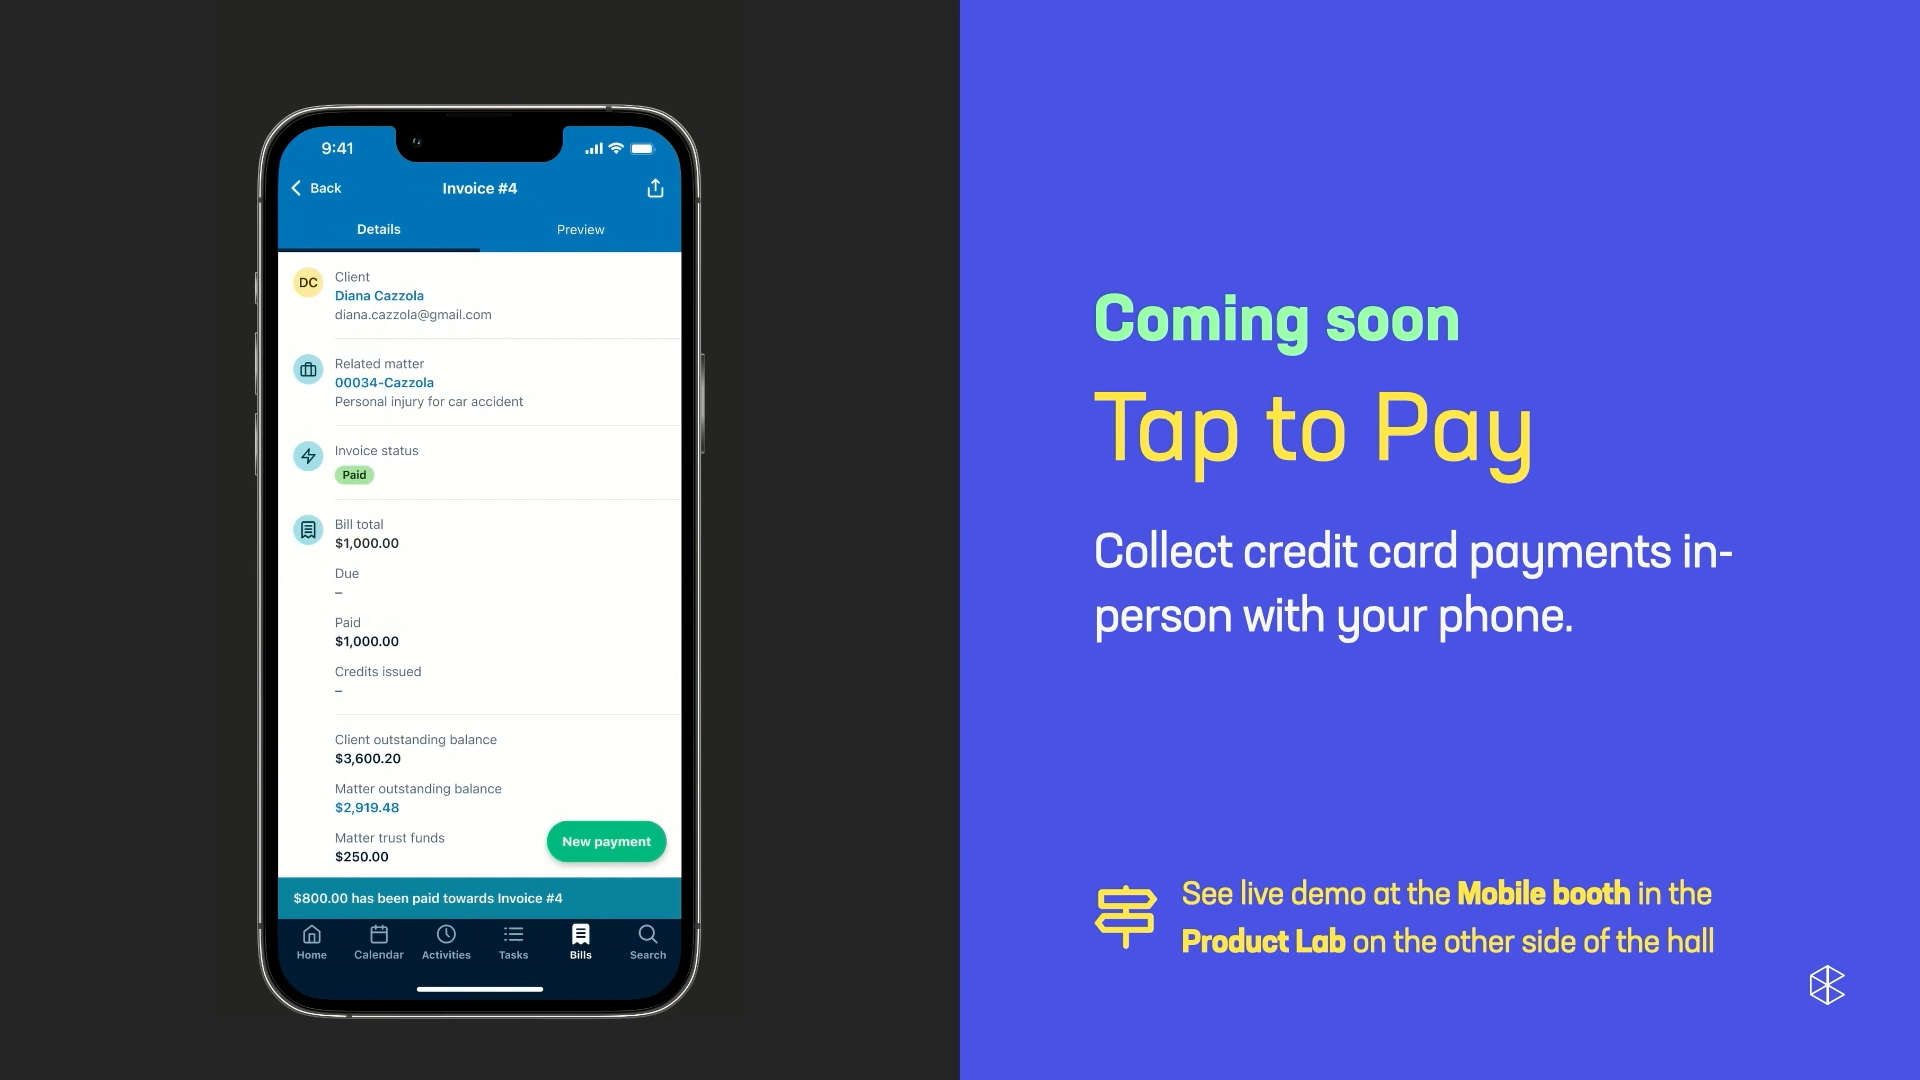 9:41
Back
Invoice #4
Details
Preview
DC
Client
Diana Cazzola
diana.cazzola@gmail.com
Related matter
00034-Cazzola
Personal injury for car accident
Invoice status
Paid
Bill total
$1,000.00
Due
–
Paid
$1,000.00
Credits issued
–
Client outstanding balance
$3,600.20
Matter outstanding balance
$2,919.48
Matter trust funds
$250.00
New payment
$800.00 has been paid towards Invoice #4
Home
Calendar
Activities
Tasks
Bills
Search
Coming soon
Tap to Pay
Collect credit card payments in-
person with your phone.
See live demo at the Mobile booth in the
Product Lab on the other side of the hall